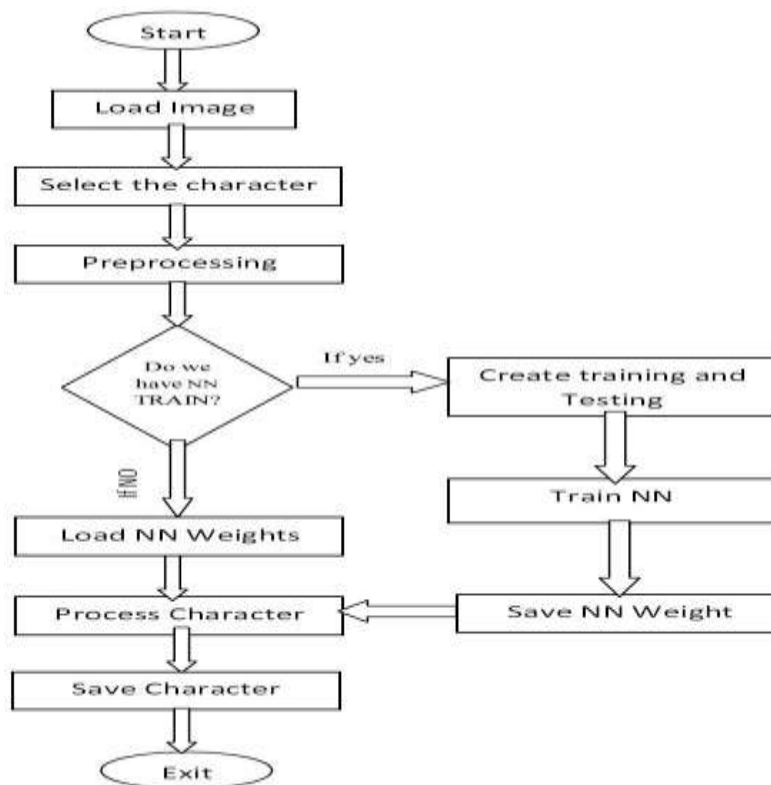 Start
Load Image
Select the character
Preprocessing
Do we
have NN
TRAIN?
If yes
Create training and
Testing
Train NN
Save NN Weight
If NO
Load NN Weights
Process Character
Save Character
Exit